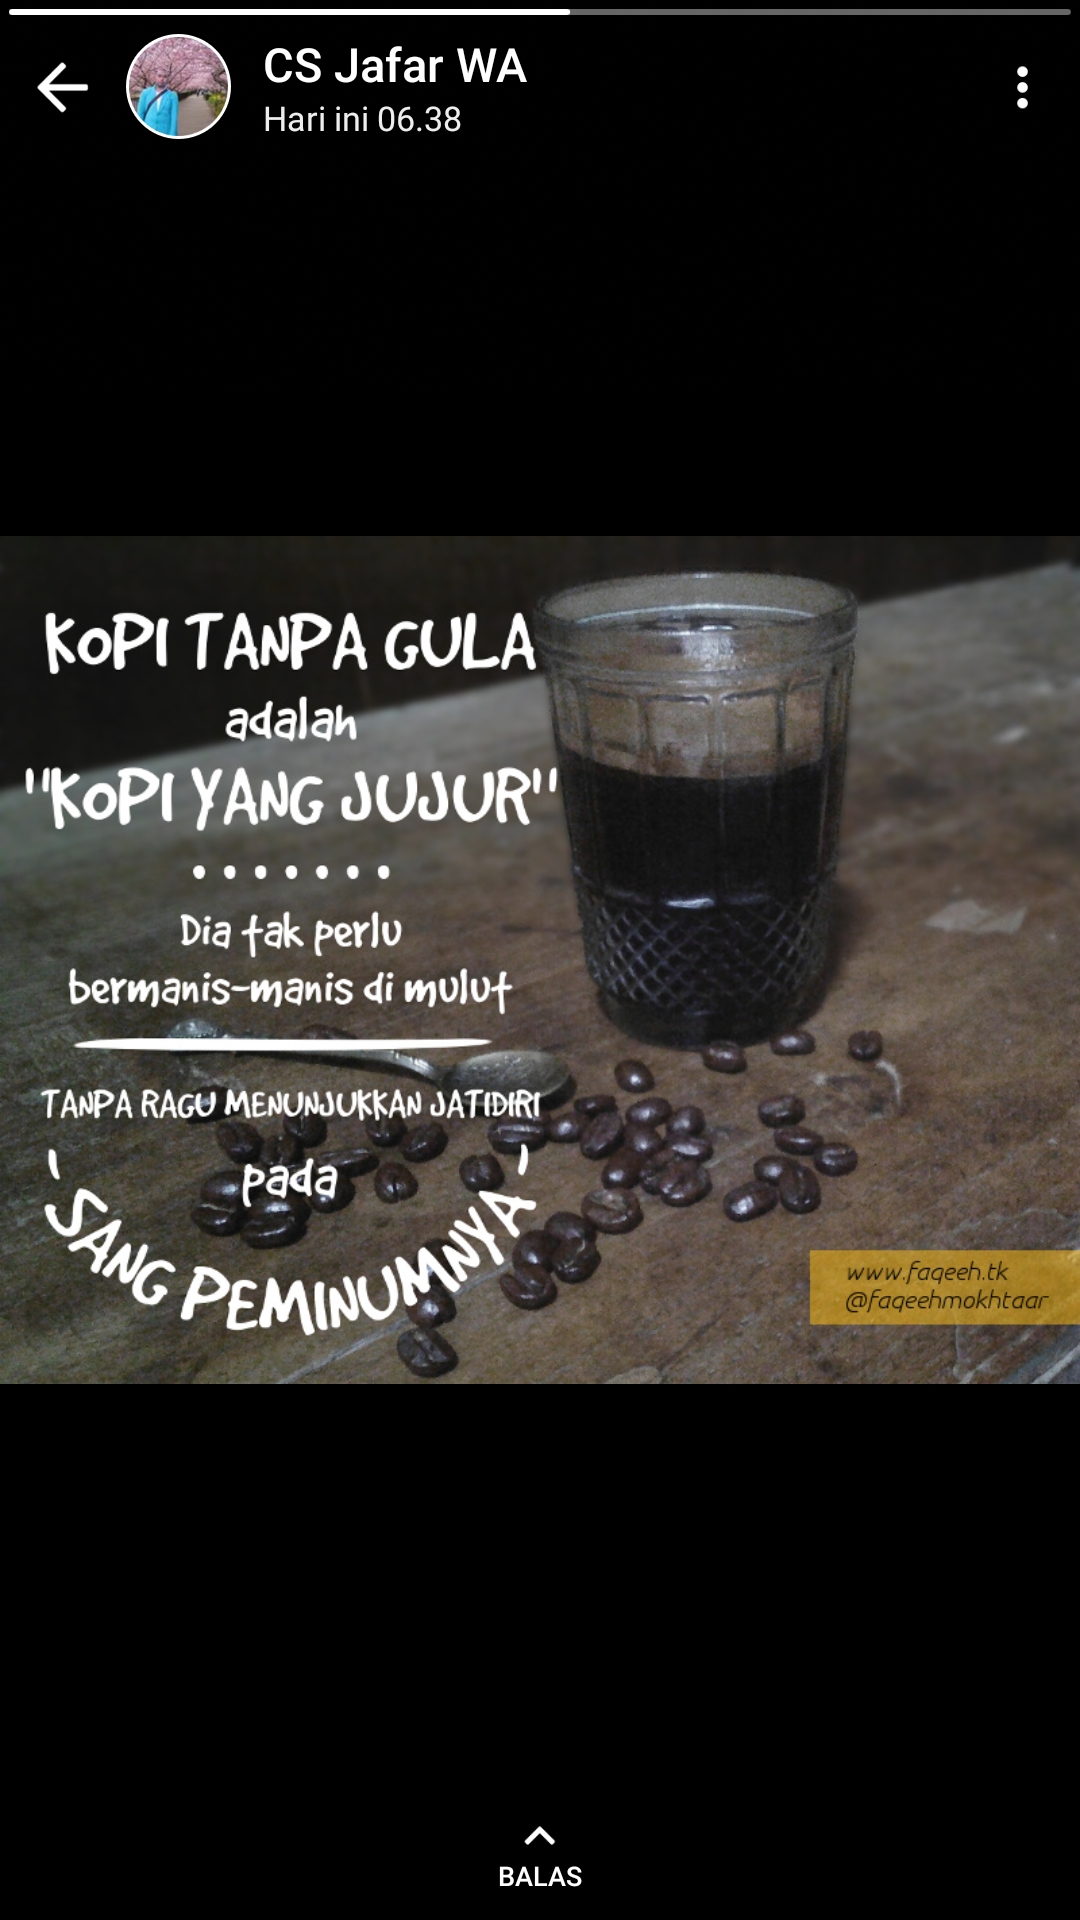 CS Jafar WA
Hari ini 06.38
KOPI TANPA GULA
adalah
"KOPI YANG JUJUR"
.......
Dia tak perlu
bermanis-manis di mulut
TANPA RAGU MENUNJUKKAN JATIDIRI
pada
- SANG PEMINUMNYA -
www.faqeeh.tk
@faqeehmokhtaar
BALAS